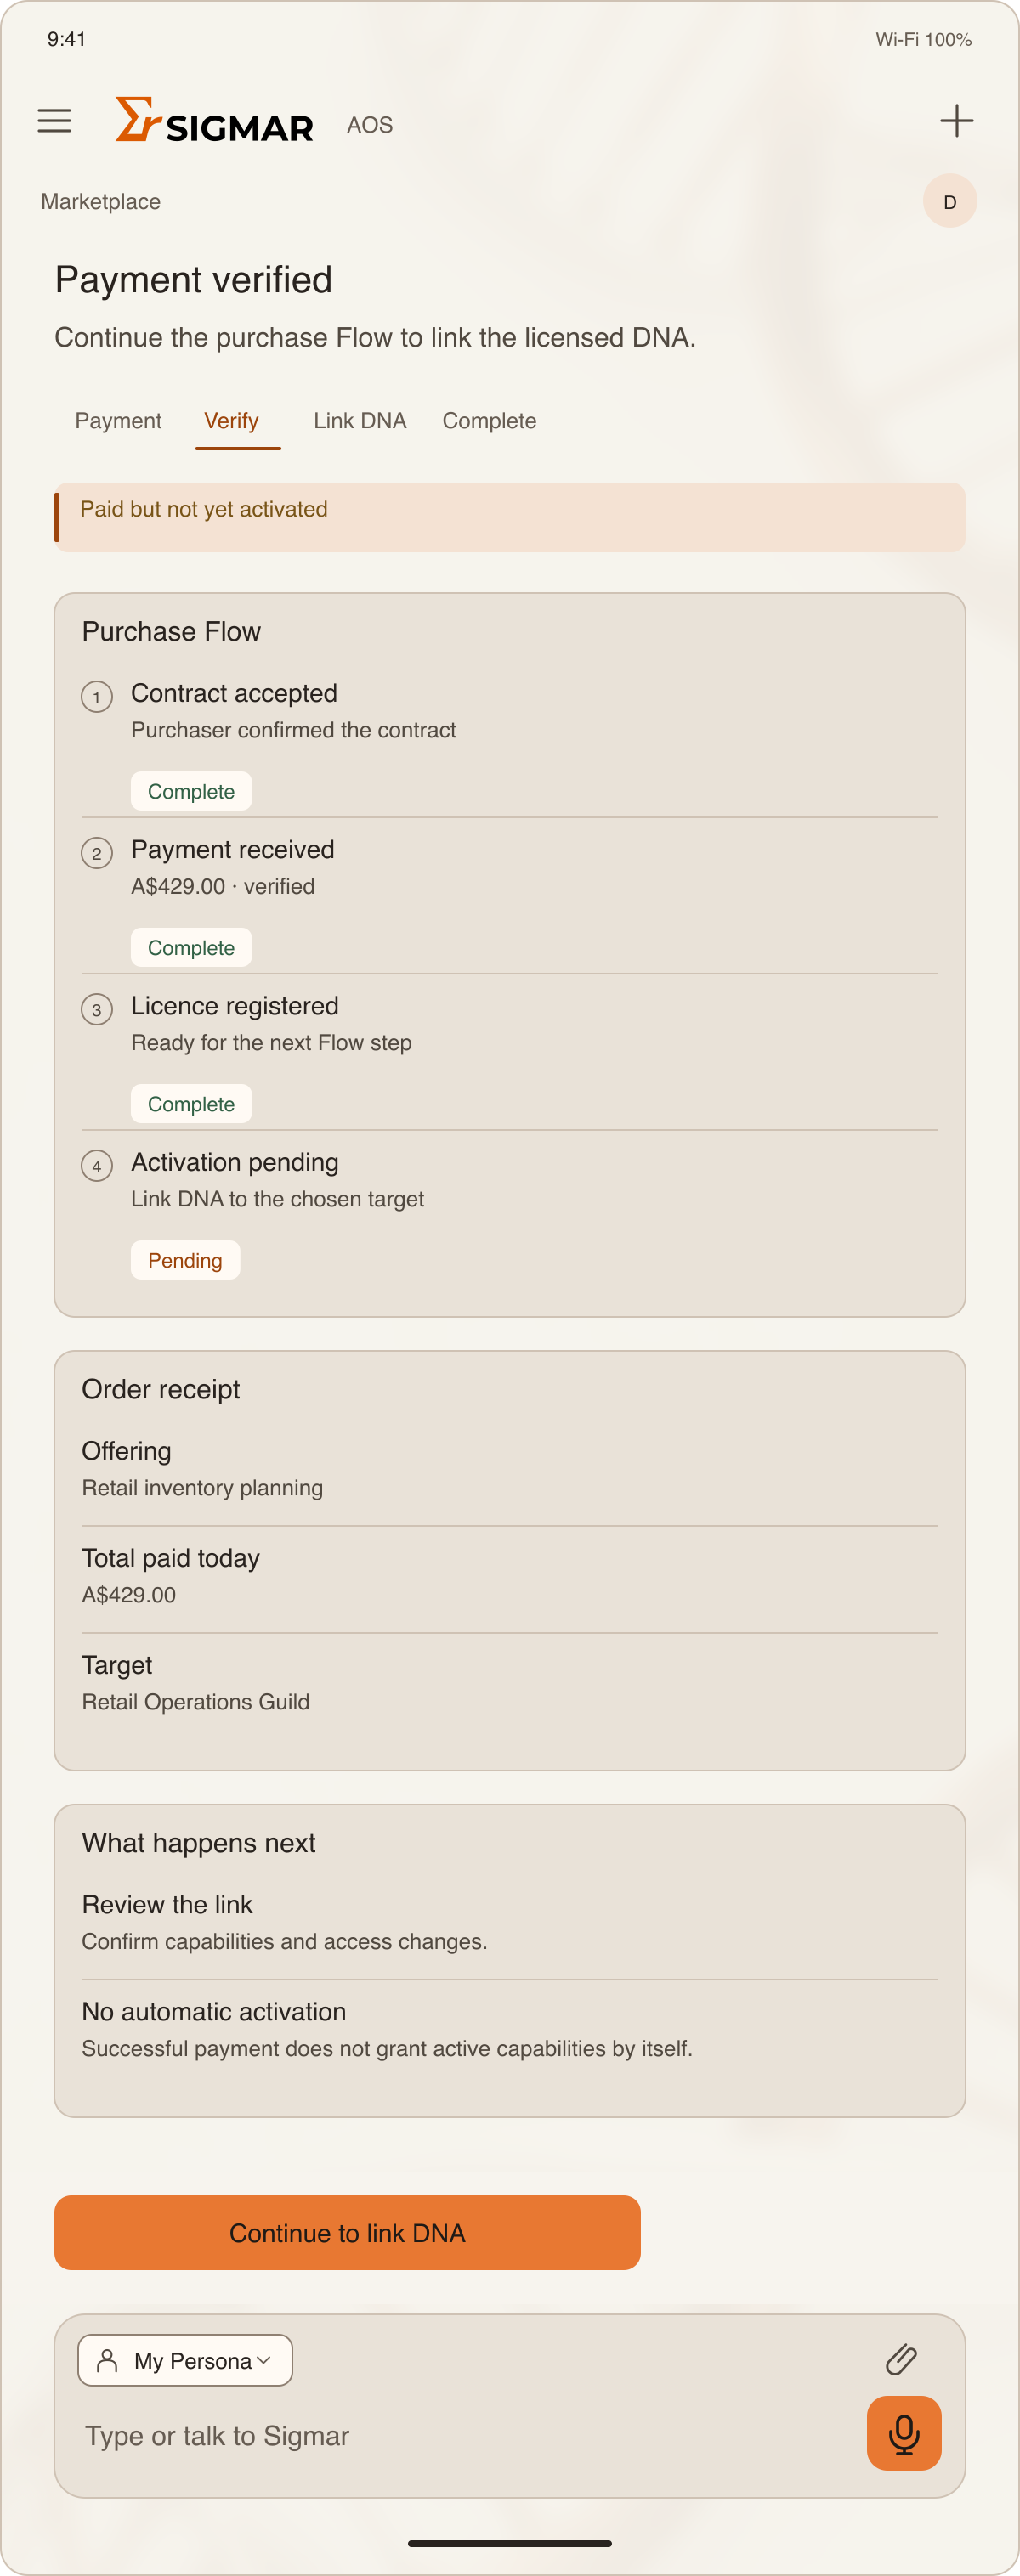 9:41
Wi-Fi 100%
Σr SIGMAR AOS
Marketplace
D
Payment verified
Continue the purchase Flow to link the licensed DNA.
Payment Verify Link DNA Complete
Paid but not yet activated
Purchase Flow
1 Contract accepted
Purchaser confirmed the contract
Complete
2 Payment received
A$429.00 · verified
Complete
3 Licence registered
Ready for the next Flow step
Complete
4 Activation pending
Link DNA to the chosen target
Pending
Order receipt
Offering
Retail inventory planning
Total paid today
A$429.00
Target
Retail Operations Guild
What happens next
Review the link
Confirm capabilities and access changes.
No automatic activation
Successful payment does not grant active capabilities by itself.
Continue to link DNA
My Persona
Type or talk to Sigmar